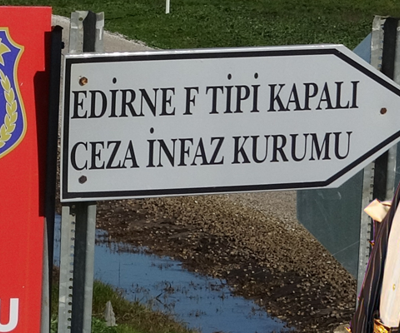 EDİRNE F TİPİ KAPALI
CEZA İNFAZ KURUMU
U